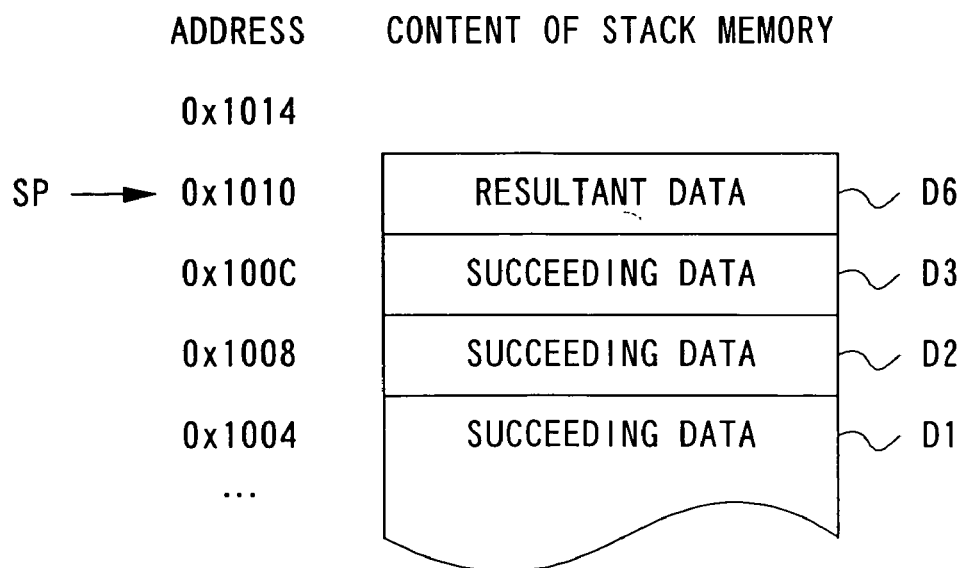 ADDRESS CONTENT OF STACK MEMORY
0x1014
SP 0x1010 RESULTANT DATA D6
0x100C SUCCEEDING DATA D3
0x1008 SUCCEEDING DATA D2
0x1004 SUCCEEDING DATA D1
...